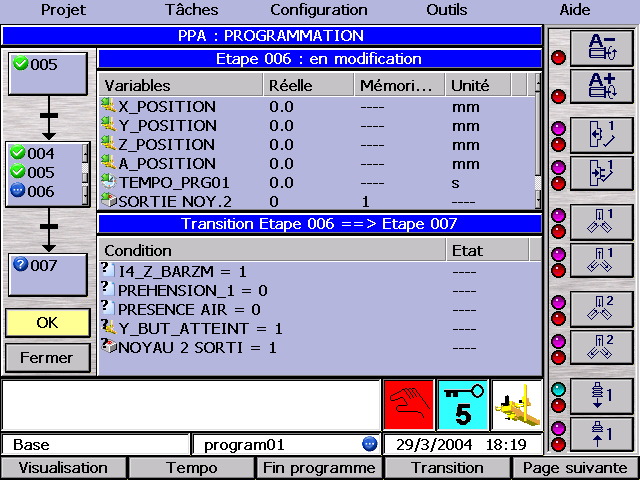 Projet Tâches Configuration Outils Aide
PPA : PROGRAMMATION
005
Etape 006 : en modification
Variables Réelle Mémori... Unité
X_POSITION 0.0 ---- mm
Y_POSITION 0.0 ---- mm
Z_POSITION 0.0 ---- mm
A_POSITION 0.0 ---- mm
TEMPO_PRG01 0.0 ---- s
SORTIE NOY.2 0 1 ----
004
005
006
Transition Etape 006 ==> Etape 007
Condition Etat
I4_Z_BARZM = 1 ----
PREHENSION_1 = 0 ----
PRESENCE AIR = 0 ----
Y_BUT_ATTEINT = 1 ----
NOYAU 2 SORTI = 1 ----
007
OK
Fermer
A-
A+
1
1
1
1
2
2
1
1
5
Base program01 29/3/2004 18:19
Visualisation Tempo Fin programme Transition Page suivante